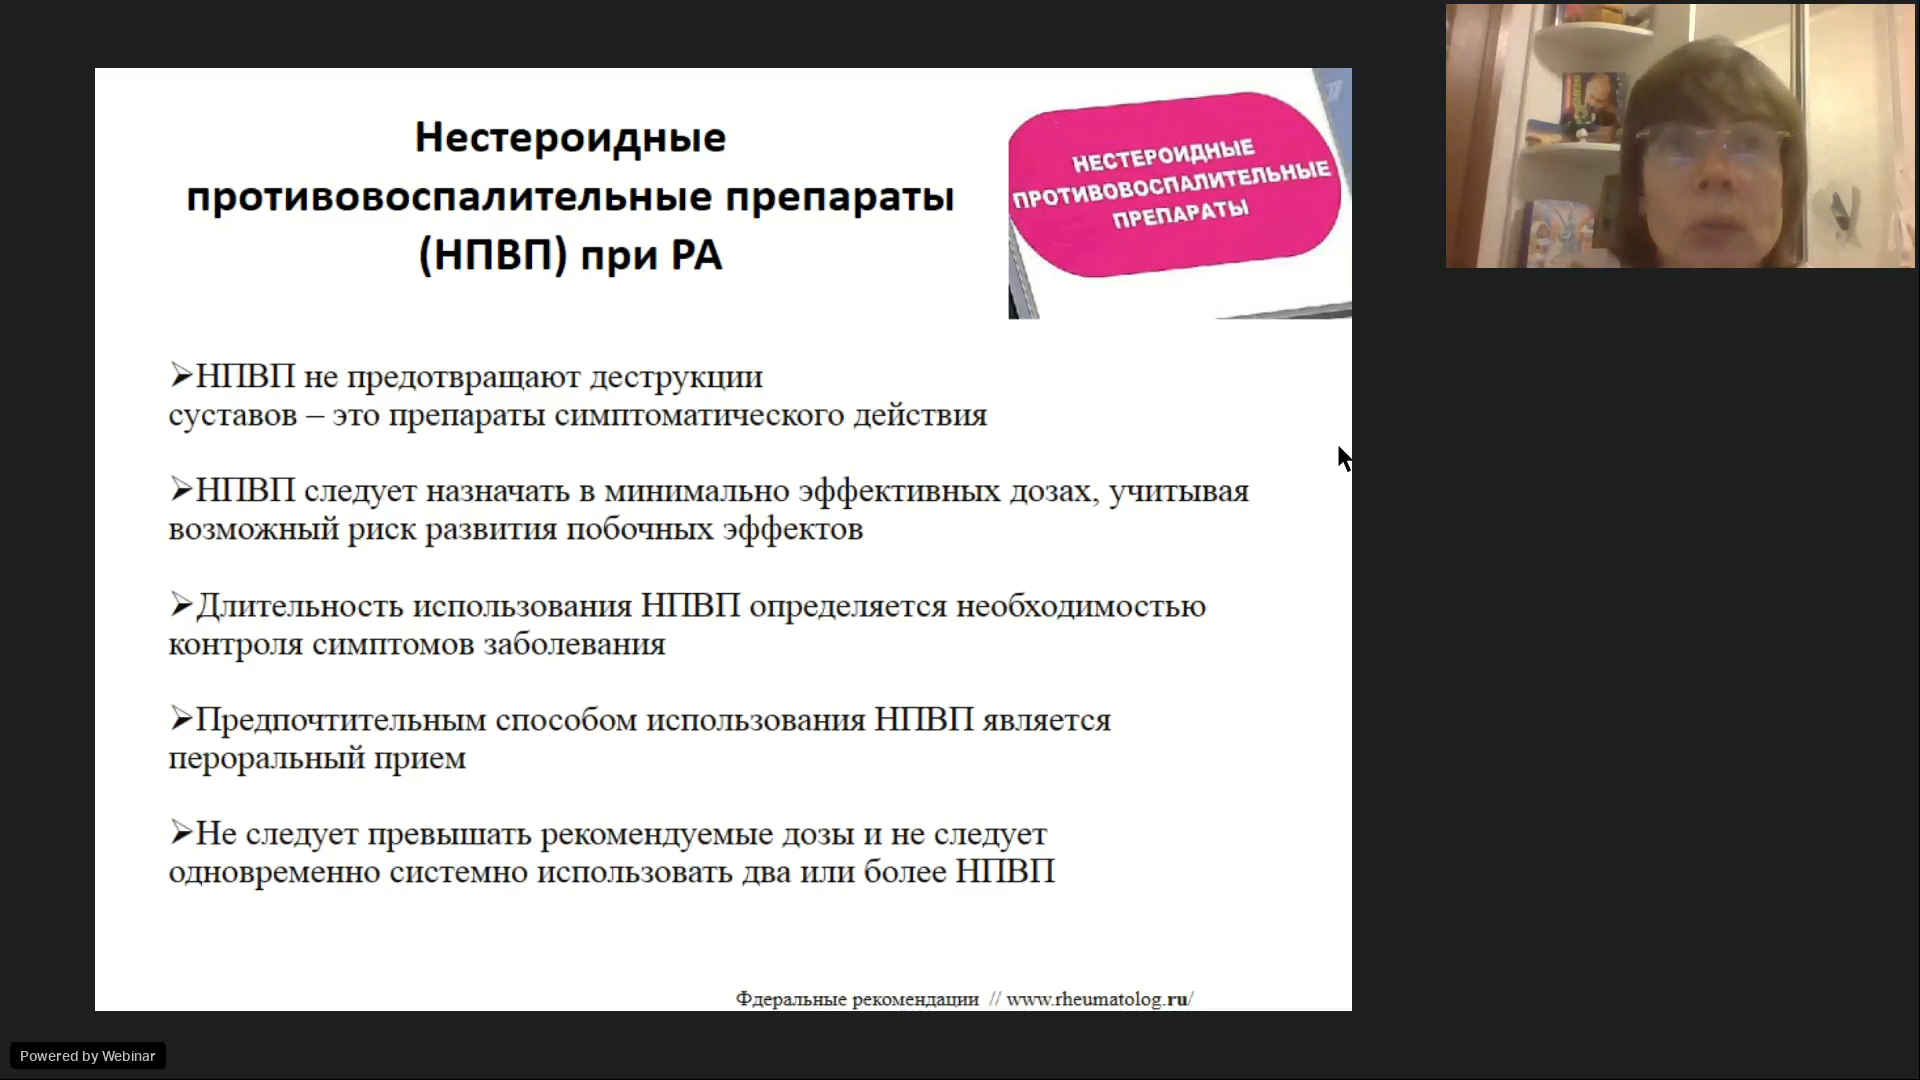 Нестероидные
противовоспалительные препараты
(НПВП) при РА
НЕСТЕРОИДНЫЕ
ПРОТИВОВОСПАЛИТЕЛЬНЫЕ
ПРЕПАРАТЫ
➢НПВП не предотвращают деструкции
суставов – это препараты симптоматического действия
➢НПВП следует назначать в минимально эффективных дозах, учитывая
возможный риск развития побочных эффектов
➢Длительность использования НПВП определяется необходимостью
контроля симптомов заболевания
➢Предпочтительным способом использования НПВП является
пероральный прием
➢Не следует превышать рекомендуемые дозы и не следует
одновременно системно использовать два или более НПВП
Фдеральные рекомендации // www.rheumatolog.ru/
Powered by Webinar